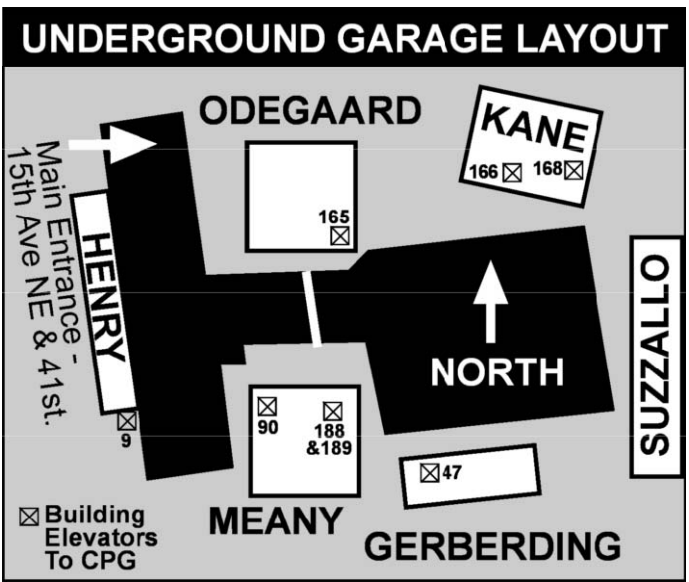 UNDERGROUND GARAGE LAYOUT
ODEGAARD
KANE
166
168
165
Main Entrance -
15th Ave NE & 41st.
HENRY
SUZZALLO
NORTH
9
90
188
&189
47
MEANY
GERBERDING
Building
Elevators
To CPG